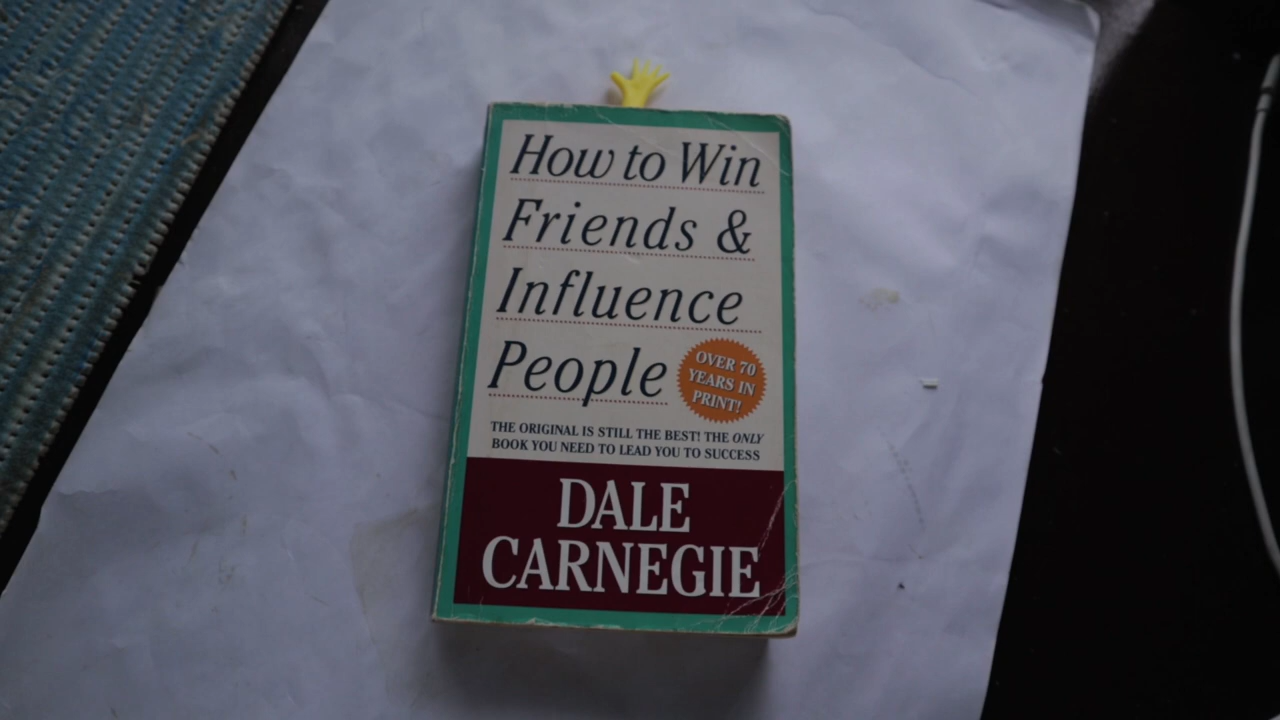 How to Win
Friends &
Influence
People
OVER 70
YEARS IN
PRINT!
THE ORIGINAL IS STILL THE BEST! THE ONLY
BOOK YOU NEED TO LEAD YOU TO SUCCESS
DALE
CARNEGIE